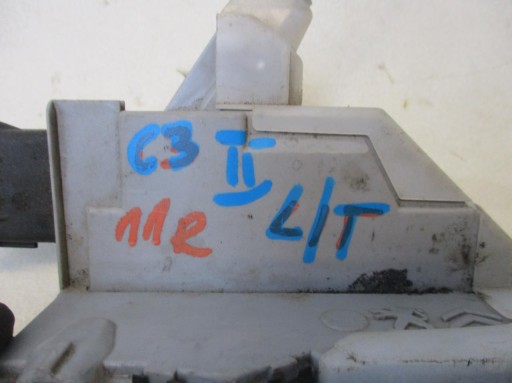 C3 II
11R L/T